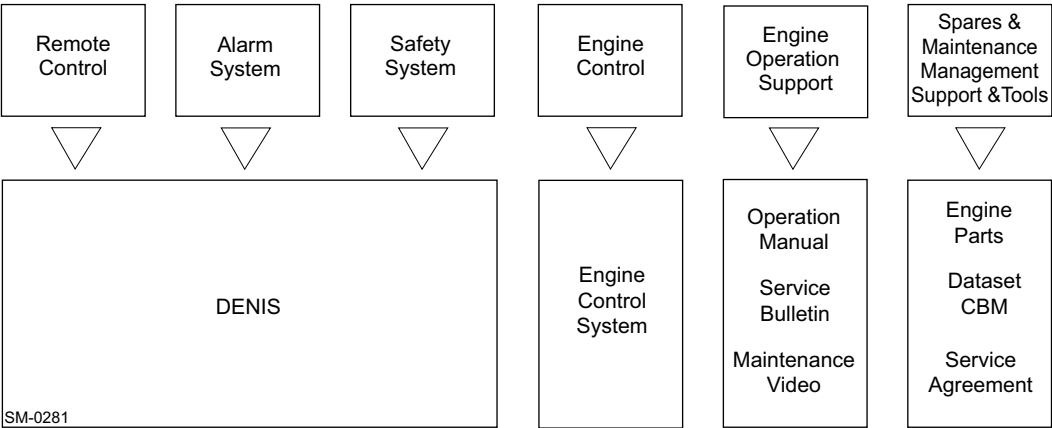 Remote
Control
Alarm
System
Safety
System
Engine
Control
Engine
Operation
Support
Spares &
Maintenance
Management
Support &Tools
DENIS
Engine
Control
System
Operation
Manual
Service
Bulletin
Maintenance
Video
Engine
Parts
Dataset
CBM
Service
Agreement
SM-0281